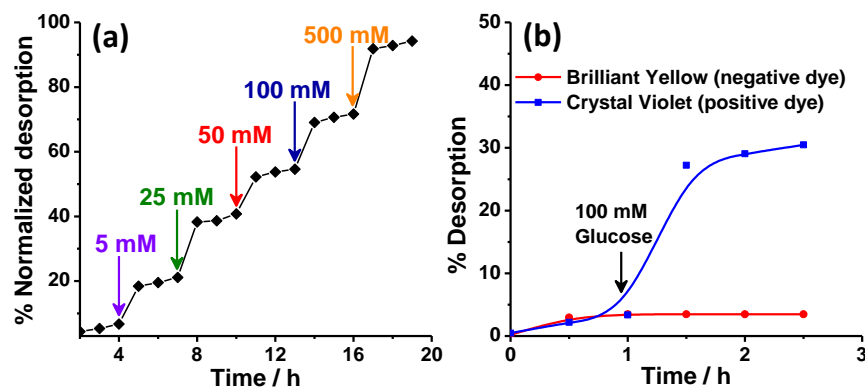 (a)
% Normalized desorption
100
80
60
40
20
4
8
12
16
20
Time / h
5 mM
25 mM
50 mM
100 mM
500 mM
(b)
% Desorption
50
40
30
20
10
0
0
1
2
3
Time / h
Brilliant Yellow (negative dye)
Crystal Violet (positive dye)
100 mM
Glucose